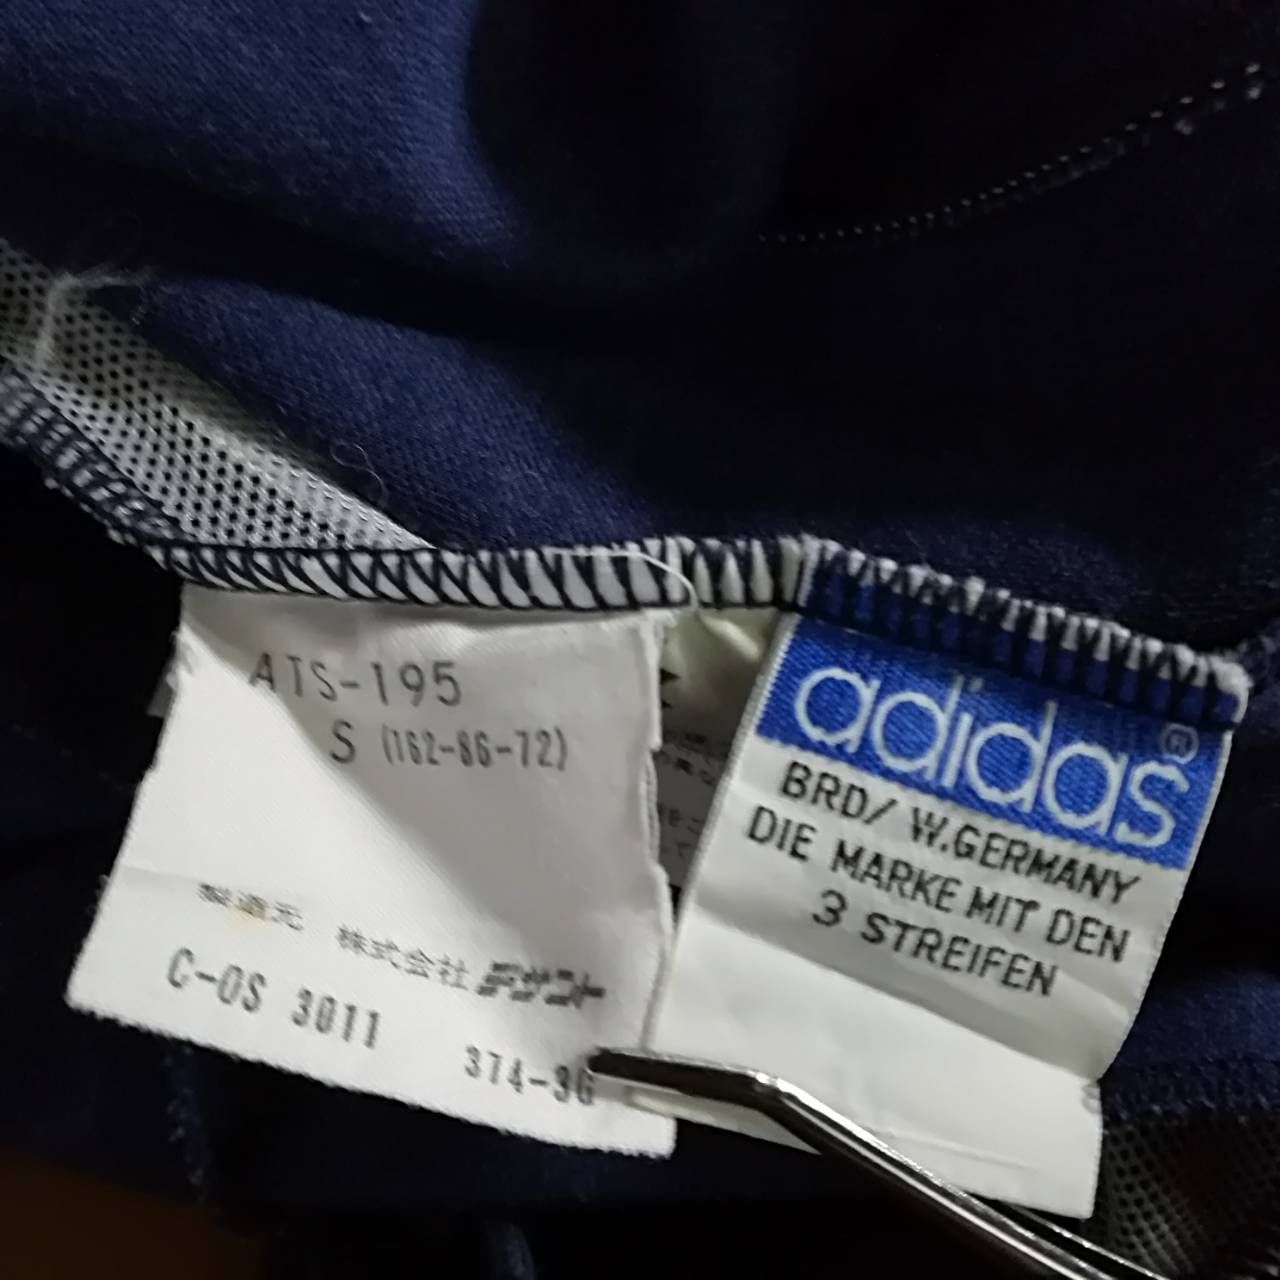 ATS-195
S (162-86-72)
製造元 株式会社 デサント
C-OS 3011 374-3G
adidas®
BRD/ W.GERMANY
DIE MARKE MIT DEN
3 STREIFEN